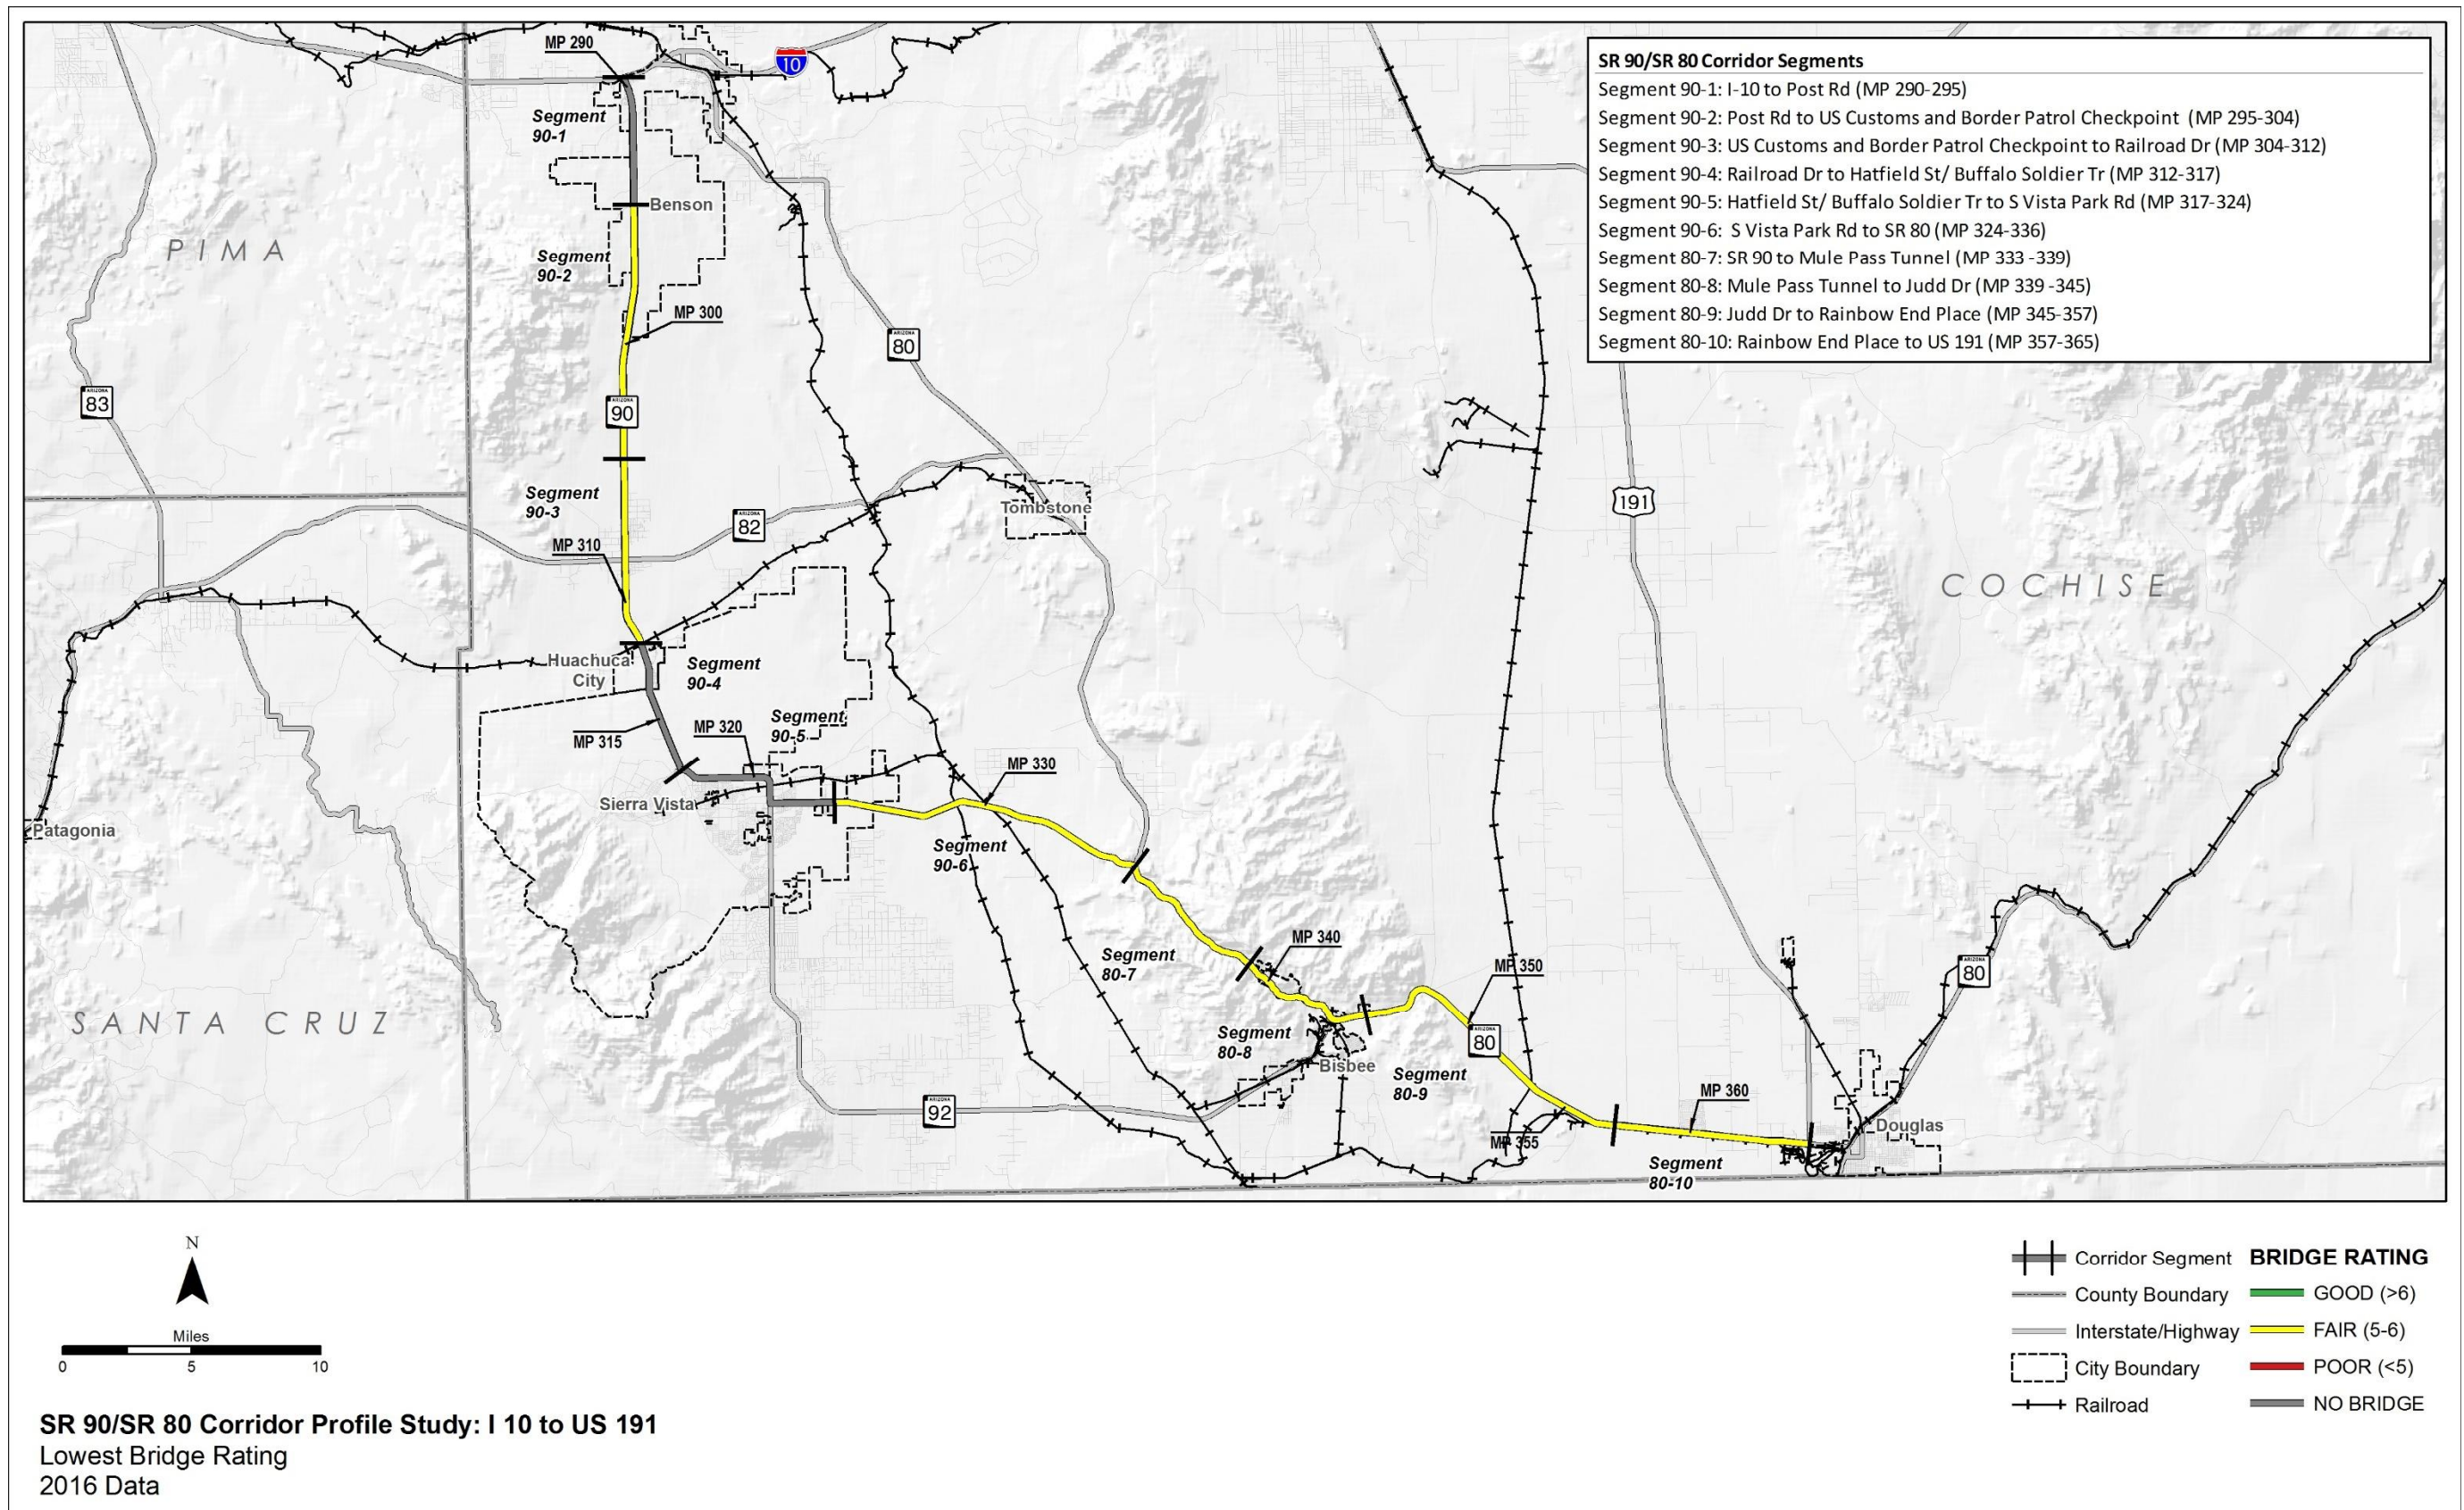 MP 290
10
SR 90/SR 80 Corridor Segments
Segment 90-1: I-10 to Post Rd (MP 290-295)
Segment 90-2: Post Rd to US Customs and Border Patrol Checkpoint (MP 295-304)
Segment 90-3: US Customs and Border Patrol Checkpoint to Railroad Dr (MP 304-312)
Segment 90-4: Railroad Dr to Hatfield St/ Buffalo Soldier Tr (MP 312-317)
Segment 90-5: Hatfield St/ Buffalo Soldier Tr to S Vista Park Rd (MP 317-324)
Segment 90-6: S Vista Park Rd to SR 80 (MP 324-336)
Segment 80-7: SR 90 to Mule Pass Tunnel (MP 333 -339)
Segment 80-8: Mule Pass Tunnel to Judd Dr (MP 339 -345)
Segment 80-9: Judd Dr to Rainbow End Place (MP 345-357)
Segment 80-10: Rainbow End Place to US 191 (MP 357-365)
Segment
90-1
Benson
PIMA
Segment
90-2
MP 300
ARIZONA
80
ARIZONA
83
ARIZONA
90
Segment
90-3
Tombstone
191
ARIZONA
82
MP 310
COCHISE
Huachuca
City
Segment
90-4
Segment
90-5
MP 320
MP 315
MP 330
Sierra Vista
Patagonia
Segment
90-6
MP 340
Segment
80-7
MP 350
ARIZONA
80
SANTA CRUZ
Segment
80-8
ARIZONA
80
Bisbee
Segment
80-9
MP 360
ARIZONA
92
Douglas
MP 355
Segment
80-10
N
Miles
0 5 10
Corridor Segment
County Boundary
Interstate/Highway
City Boundary
Railroad
BRIDGE RATING
GOOD (>6)
FAIR (5-6)
POOR (<5)
NO BRIDGE
SR 90/SR 80 Corridor Profile Study: I 10 to US 191
Lowest Bridge Rating
2016 Data